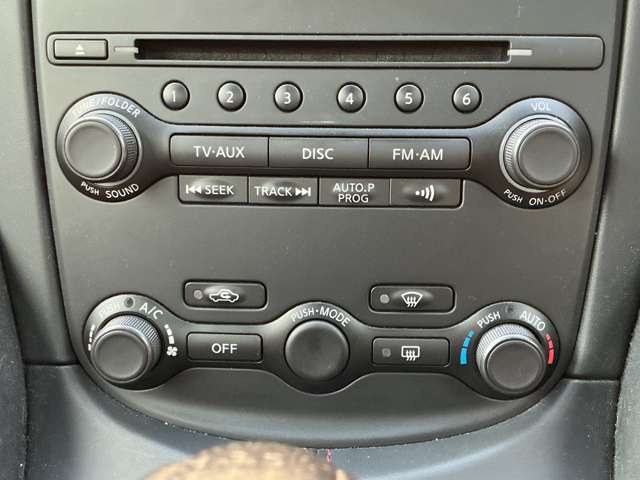 1 2 3 4 5 6
TUNE/FOLDER
PUSH SOUND
TV·AUX DISC FM·AM
SEEK TRACK AUTO.P PROG
VOL
PUSH ON·OFF
PUSH A/C
OFF
PUSH·MODE
PUSH AUTO